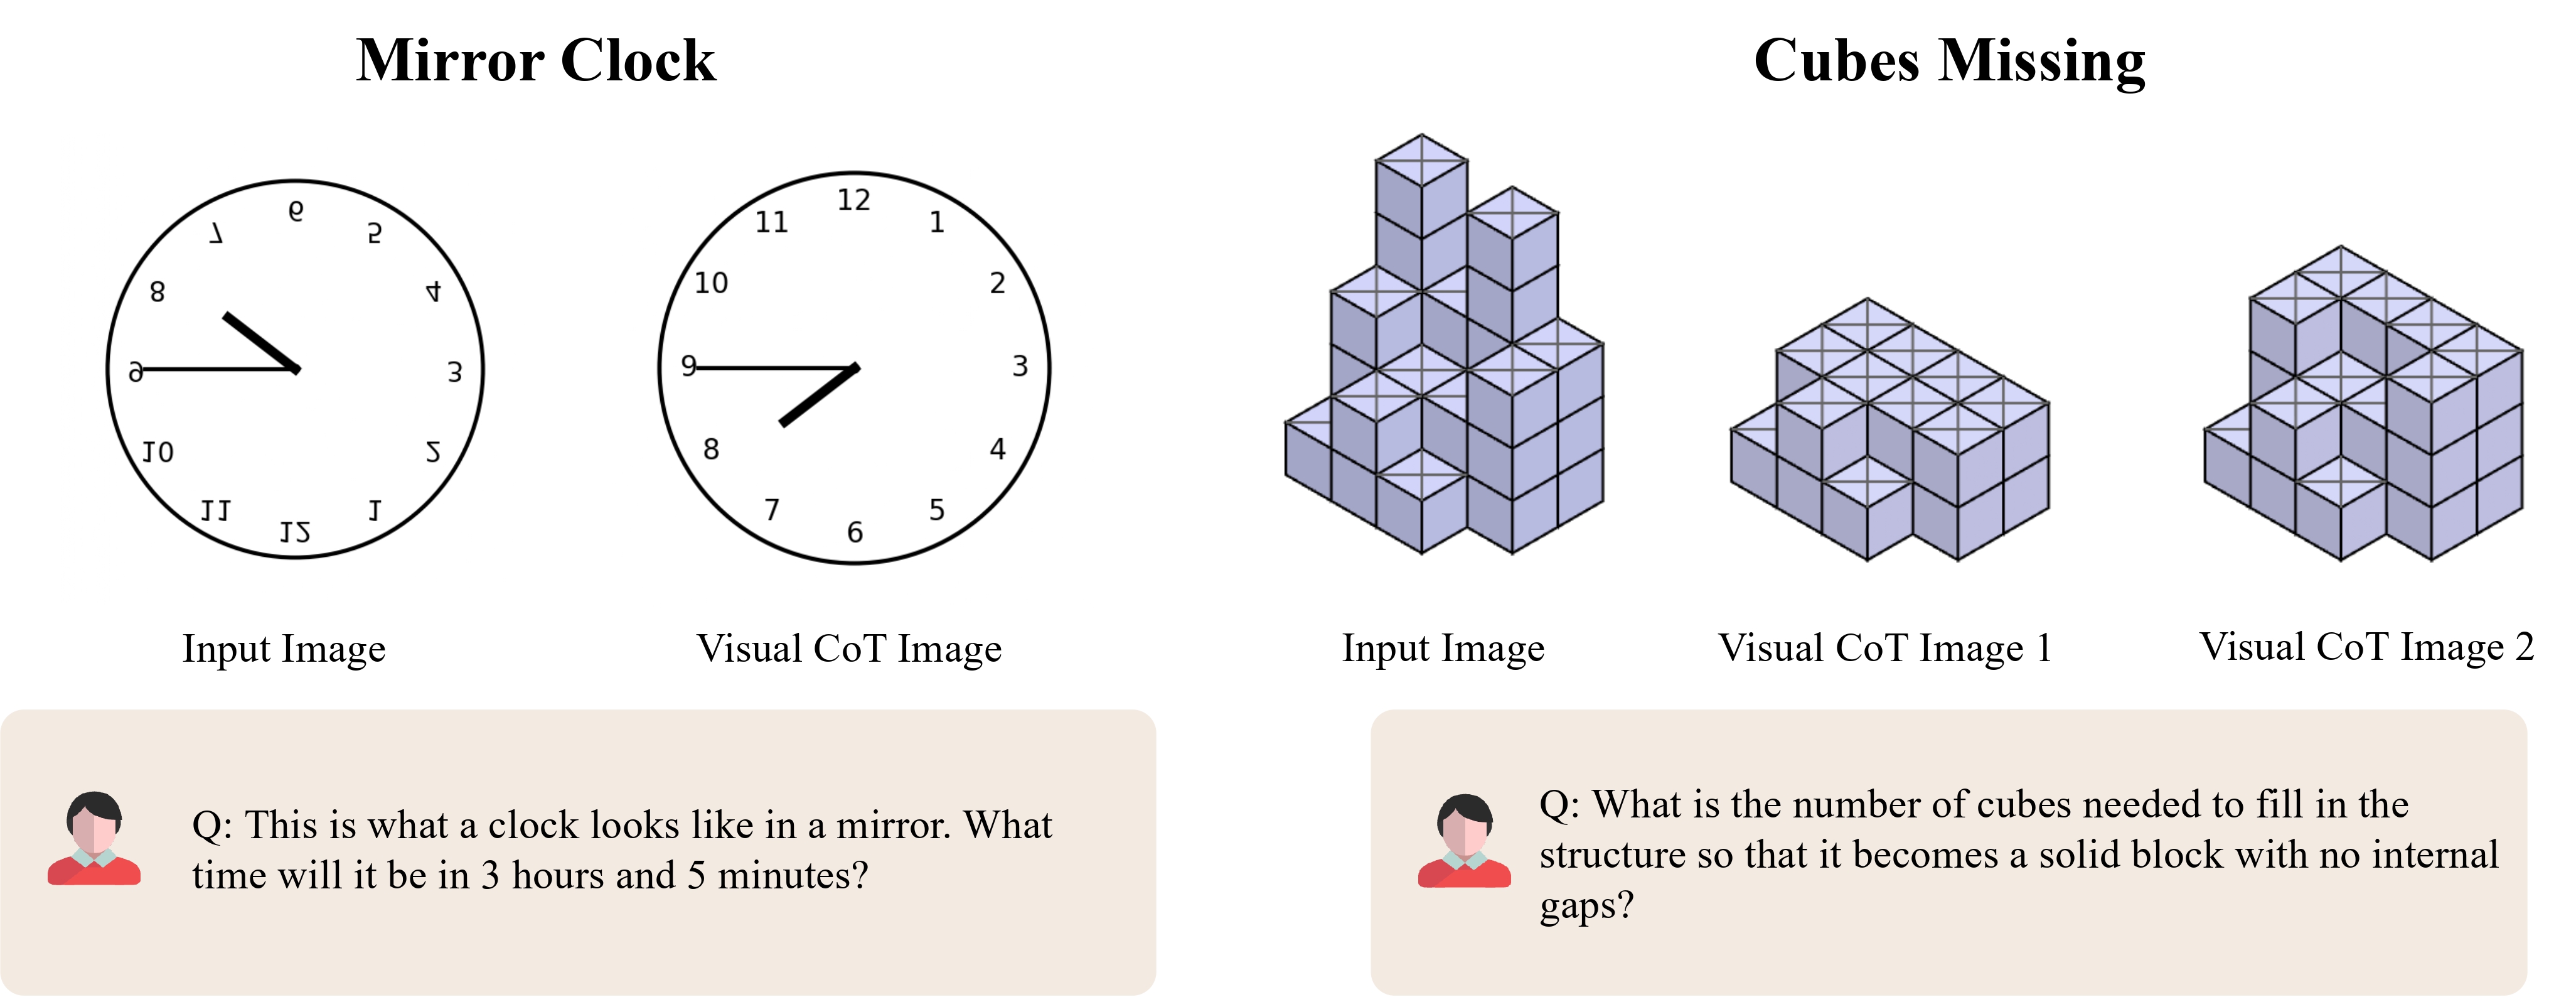 Mirror Clock
6
7
5
8
4
9
3
10
2
11
1
12
12
11
1
10
2
9
3
8
4
7
5
6
Input Image
Visual CoT Image
Q: This is what a clock looks like in a mirror. What
time will it be in 3 hours and 5 minutes?
Cubes Missing
Input Image
Visual CoT Image 1
Visual CoT Image 2
Q: What is the number of cubes needed to fill in the
structure so that it becomes a solid block with no internal
gaps?